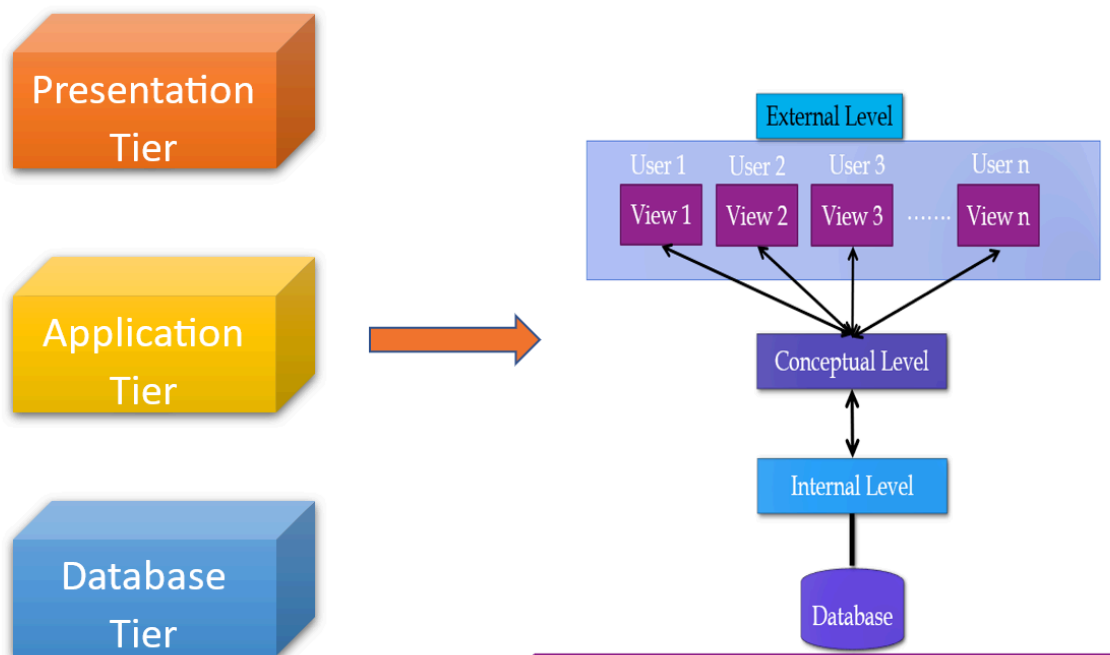 Presentation
Tier
Application
Tier
Database
Tier
External Level
User 1 User 2 User 3 User n
View 1 View 2 View 3 ....... View n
Conceptual Level
Internal Level
Database